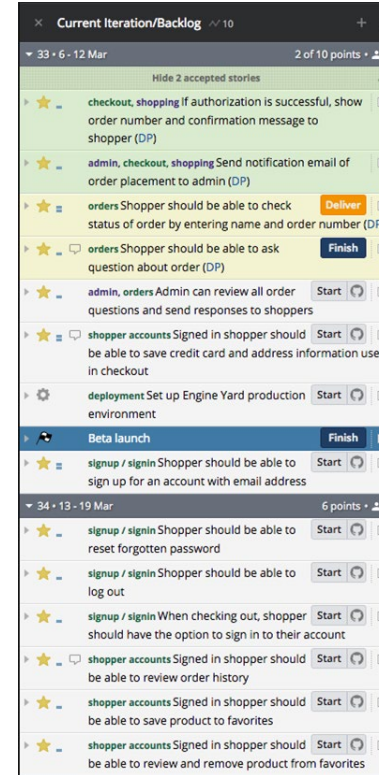 × Current Iteration/Backlog 10 +
33 • 6 - 12 Mar 2 of 10 points •
Hide 2 accepted stories
checkout, shopping If authorization is successful, show
order number and confirmation message to
shopper (DP)
admin, checkout, shopping Send notification email of
order placement to admin (DP)
orders Shopper should be able to check Deliver
status of order by entering name and order number (DP
orders Shopper should be able to ask Finish
question about order (DP)
admin, orders Admin can review all order Start
questions and send responses to shoppers
shopper accounts Signed in shopper should Start
be able to save credit card and address information use
in checkout
deployment Set up Engine Yard production Start
environment
Beta launch Finish
signup / signin Shopper should be able to Start
sign up for an account with email address
34 • 13 - 19 Mar 6 points •
signup / signin Shopper should be able to Start
reset forgotten password
signup / signin Shopper should be able to Start
log out
signup / signin When checking out, shopper Start
should have the option to sign in to their account
shopper accounts Signed in shopper should Start
be able to review order history
shopper accounts Signed in shopper should Start
be able to save product to favorites
shopper accounts Signed in shopper should Start
be able to review and remove product from favorites